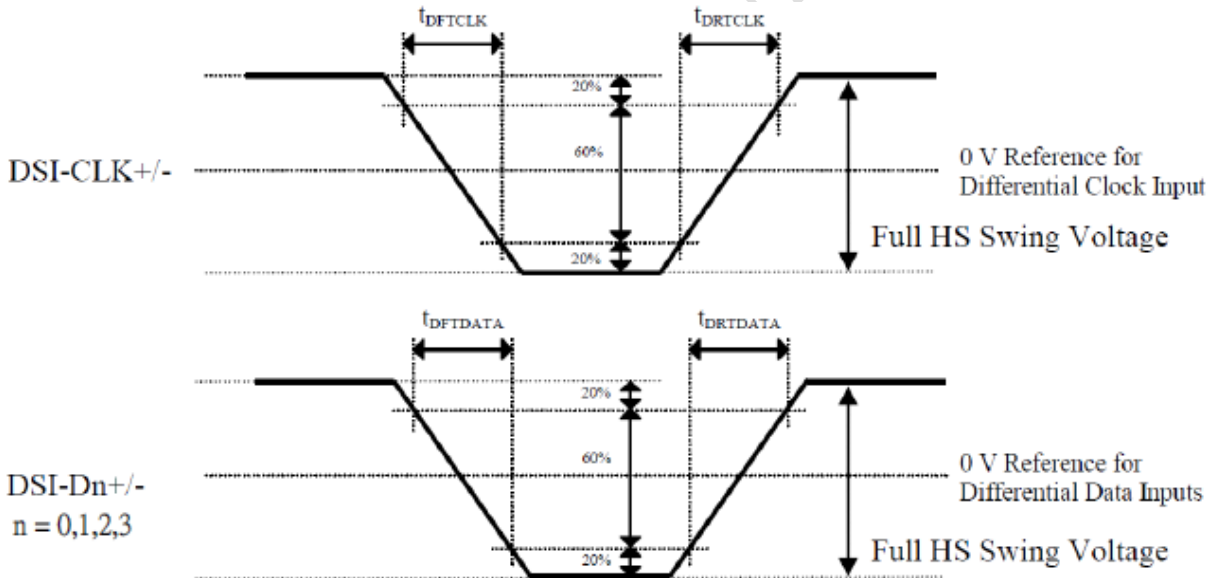 tDFTCLK
tDRTCLK
20%
60%
20%
DSI-CLK+/-
0 V Reference for
Differential Clock Input
Full HS Swing Voltage
tDFTDATA
tDRTDATA
20%
60%
20%
DSI-Dn+/-
n = 0,1,2,3
0 V Reference for
Differential Data Inputs
Full HS Swing Voltage